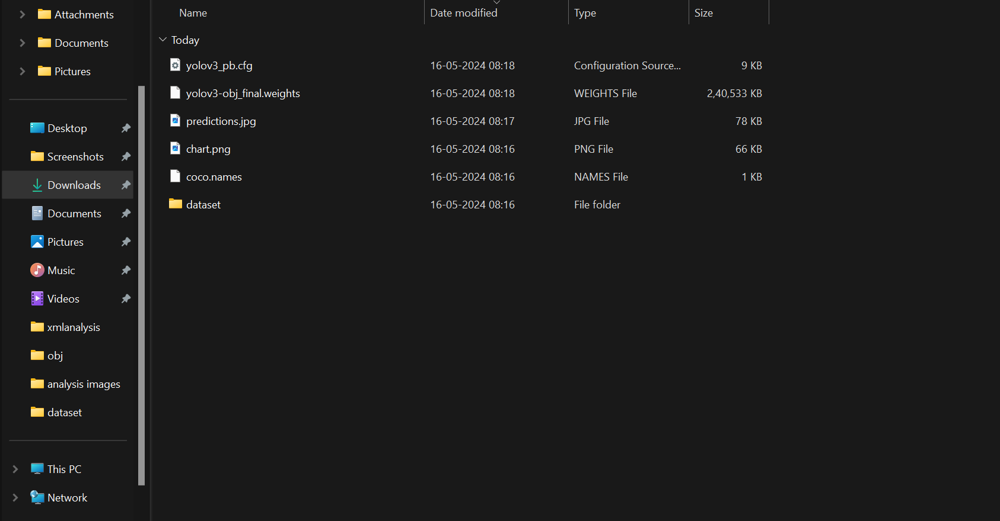 Attachments
Documents
Pictures
Desktop
Screenshots
Downloads
Documents
Pictures
Music
Videos
xmlanalysis
obj
analysis images
dataset
This PC
Network
Name Date modified Type Size
Today
yolov3_pb.cfg 16-05-2024 08:18 Configuration Source... 9 KB
yolov3-obj_final.weights 16-05-2024 08:18 WEIGHTS File 2,40,533 KB
predictions.jpg 16-05-2024 08:17 JPG File 78 KB
chart.png 16-05-2024 08:16 PNG File 66 KB
coco.names 16-05-2024 08:16 NAMES File 1 KB
dataset 16-05-2024 08:16 File folder